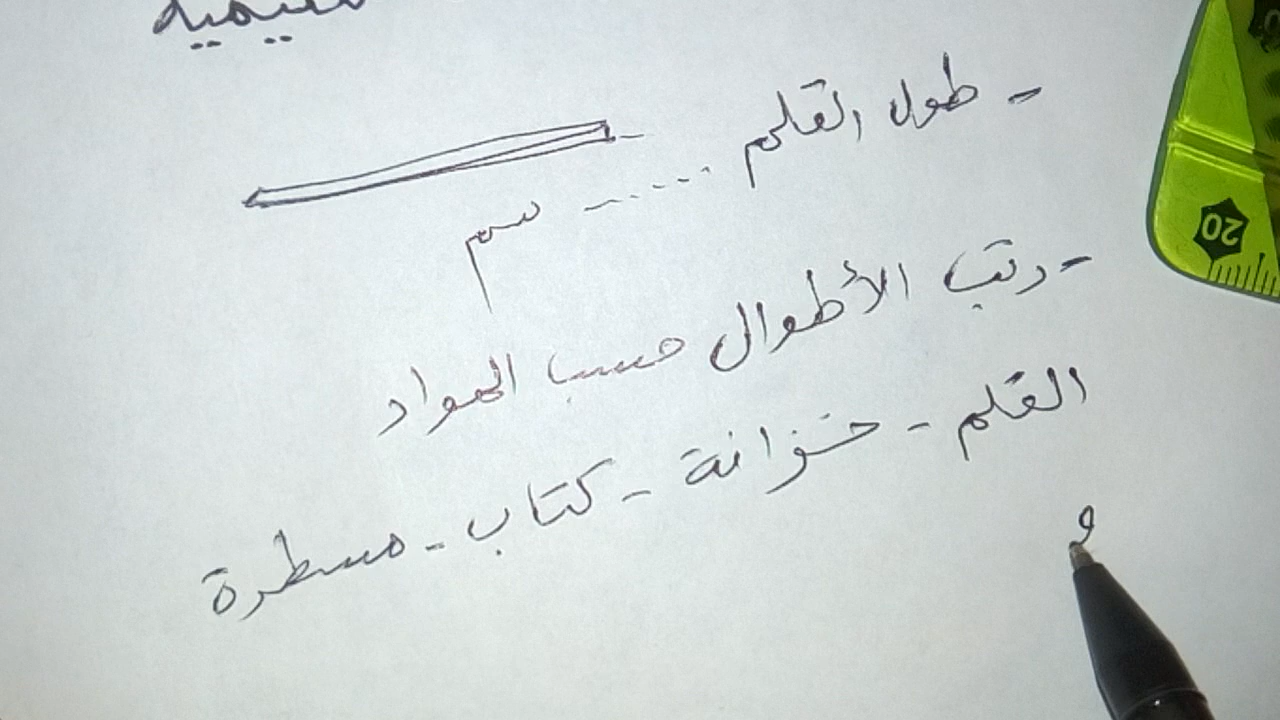 - طول القلم ..... سم
- رتب الأطوال حسب المواد
القلم - خزانة - كتاب - مسطرة
و
20